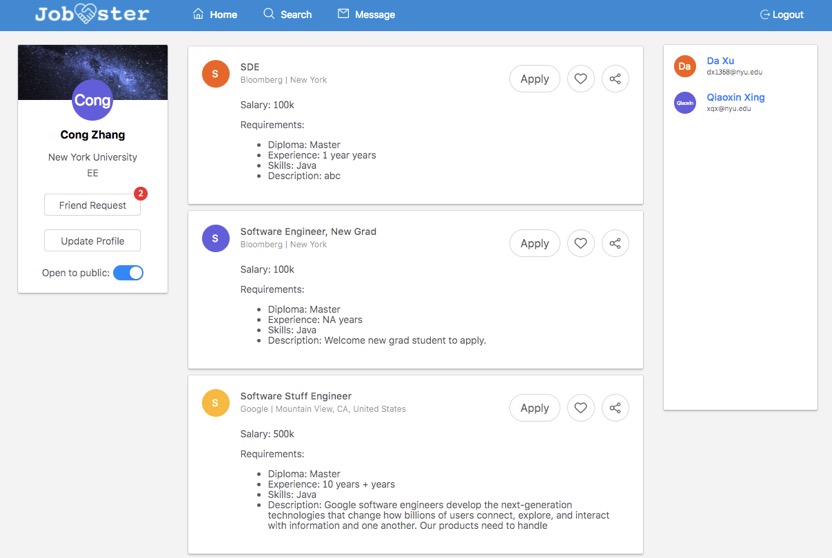 Job ster
Home
Search
Message
Logout
Cong
Cong Zhang
New York University
EE
Friend Request
2
Update Profile
Open to public:
S
SDE
Bloomberg | New York
Apply
Salary: 100k
Requirements:
Diploma: Master
Experience: 1 year years
Skills: Java
Description: abc
S
Software Engineer, New Grad
Bloomberg | New York
Apply
Salary: 100k
Requirements:
Diploma: Master
Experience: NA years
Skills: Java
Description: Welcome new grad student to apply.
S
Software Stuff Engineer
Google | Mountain View, CA, United States
Apply
Salary: 500k
Requirements:
Diploma: Master
Experience: 10 years + years
Skills: Java
Description: Google software engineers develop the next-generation
technologies that change how billions of users connect, explore, and interact
with information and one another. Our products need to handle
Da
Da Xu
dx1368@nyu.edu
Qiaoxin
Qiaoxin Xing
xqx@nyu.edu